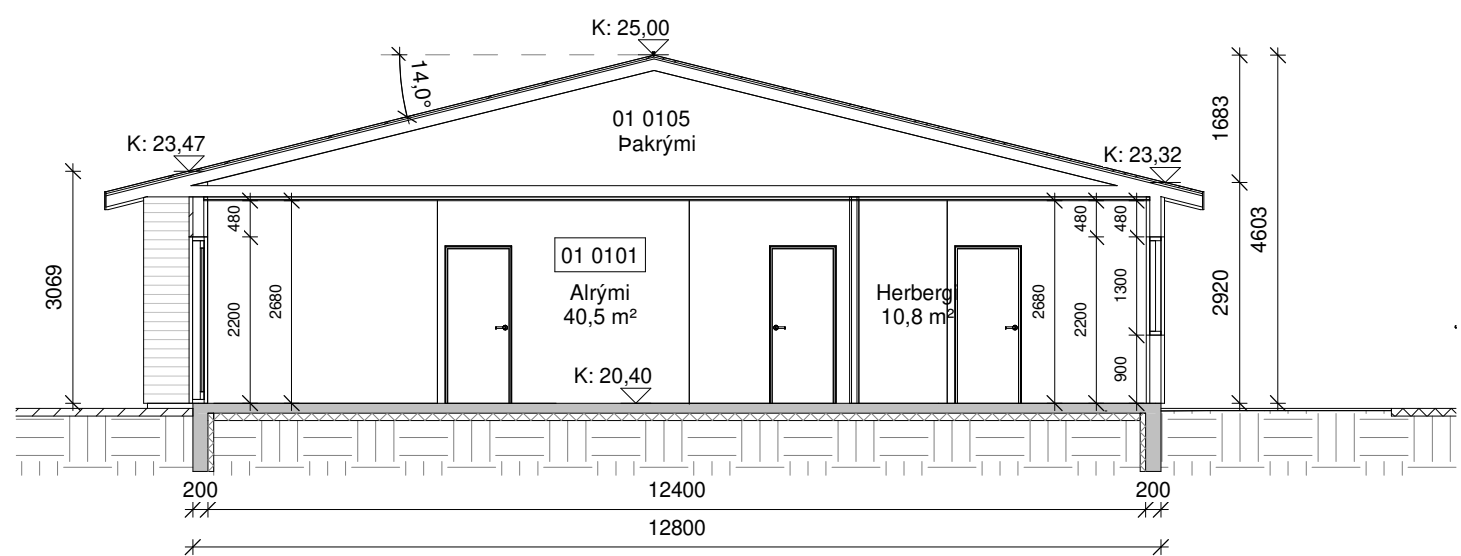 K: 25,00
14,0°
01 0105
Þakrými
K: 23,47
K: 23,32
1683
4603
2920
3069
480
2200
2680
01 0101
Alrými
40,5 m²
Herbergi
10,8 m²
2680
480
2200
480
1300
900
K: 20,40
200
12400
200
12800